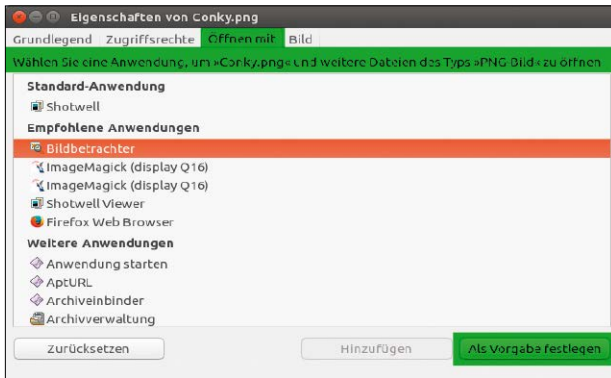 Eigenschaften von Conky.png
Grundlegend Zugriffsrechte Öffnen mit Bild
Wählen Sie eine Anwendung, um »Conky.png« und weitere Dateien des Typs »PNG-Bild« zu öffnen
Standard-Anwendung
Shotwell
Empfohlene Anwendungen
Bildbetrachter
ImageMagick (display Q16)
ImageMagick (display Q16)
Shotwell Viewer
Firefox Web Browser
Weitere Anwendungen
Anwendung starten
AptURL
Archiveinbinder
Archivverwaltung
Zurücksetzen Hinzufügen Als Vorgabe festlegen